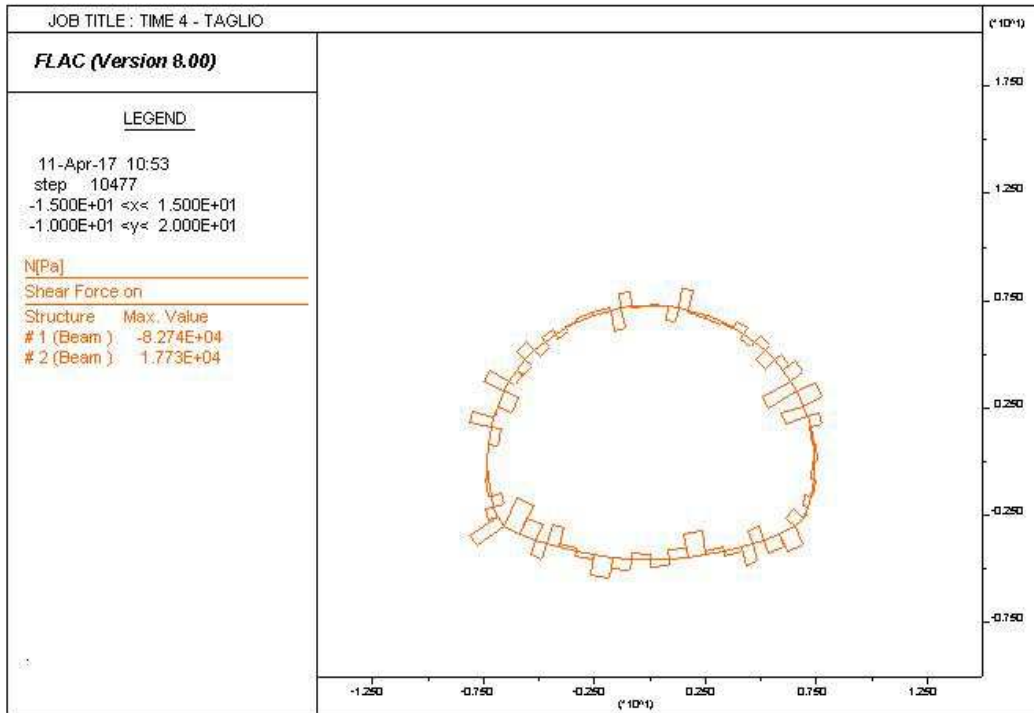 JOB TITLE : TIME 4 - TAGLIO
(*10^1)
FLAC (Version 8.00)
LEGEND
11-Apr-17 10:53
step 10477
-1.500E+01 <x< 1.500E+01
-1.000E+01 <y< 2.000E+01
N[Pa]
Shear Force on
Structure Max. Value
# 1 (Beam ) -8.274E+04
# 2 (Beam ) 1.773E+04
1.750
1.250
0.750
0.250
-0.250
-0.750
-1.250 -0.750 -0.250 0.250 0.750 1.250
(*10^1)